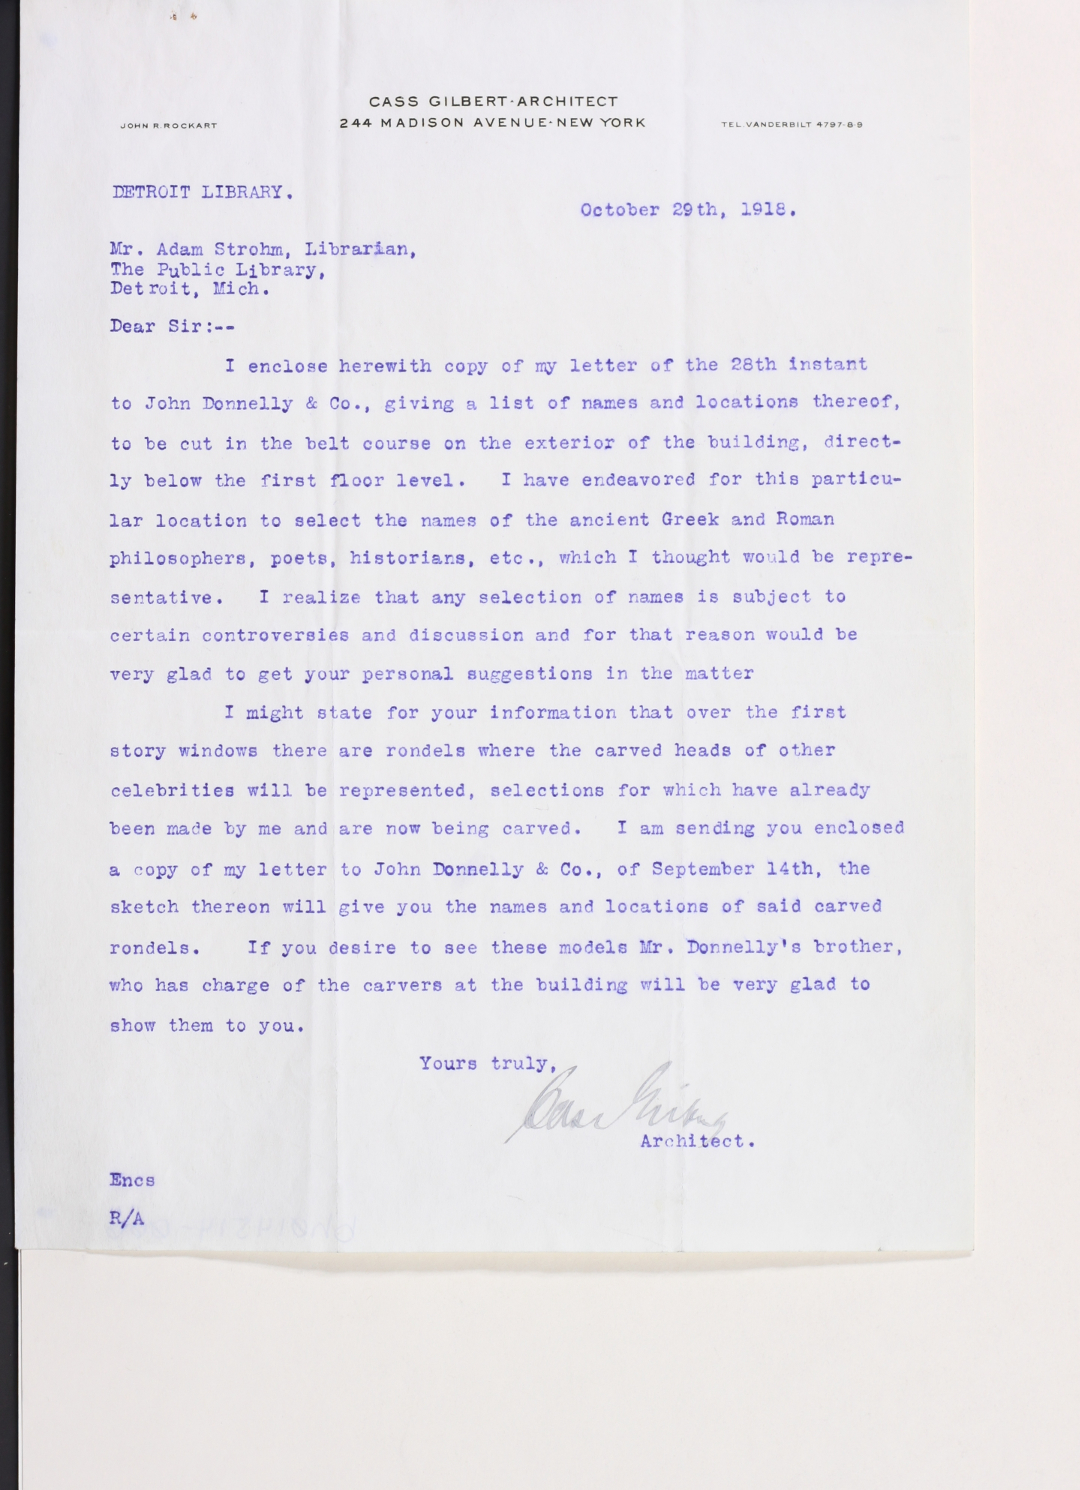 CASS GILBERT·ARCHITECT
JOHN R. ROCKART 244 MADISON AVENUE·NEW YORK TEL. VANDERBILT 4797-8-9
DETROIT LIBRARY.
October 29th, 1918.
Mr. Adam Strohm, Librarian,
The Public Library,
Detroit, Mich.
Dear Sir:--
I enclose herewith copy of my letter of the 28th instant
to John Donnelly & Co., giving a list of names and locations thereof,
to be cut in the belt course on the exterior of the building, direct-
ly below the first floor level. I have endeavored for this particu-
lar location to select the names of the ancient Greek and Roman
philosophers, poets, historians, etc., which I thought would be repre-
sentative. I realize that any selection of names is subject to
certain controversies and discussion and for that reason would be
very glad to get your personal suggestions in the matter
I might state for your information that over the first
story windows there are rondels where the carved heads of other
celebrities will be represented, selections for which have already
been made by me and are now being carved. I am sending you enclosed
a copy of my letter to John Donnelly & Co., of September 14th, the
sketch thereon will give you the names and locations of said carved
rondels. If you desire to see these models Mr. Donnelly's brother,
who has charge of the carvers at the building will be very glad to
show them to you.
Yours truly,
Cass Gilbert
Architect.
Encs
R/A